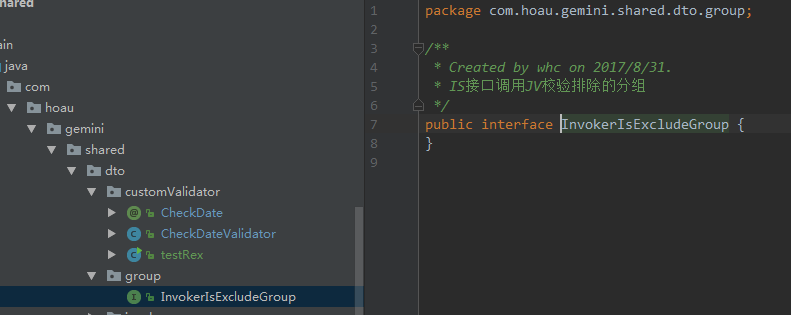 shared
ain
java
com
hoau
gemini
shared
dto
customValidator
CheckDate
CheckDateValidator
testRex
group
InvokerIsExcludeGroup
1 package com.hoau.gemini.shared.dto.group;
2
3 /**
4 * Created by whc on 2017/8/31.
5 * IS接口调用JV校验排除的分组
6 */
7 public interface InvokerIsExcludeGroup {
8 }
9